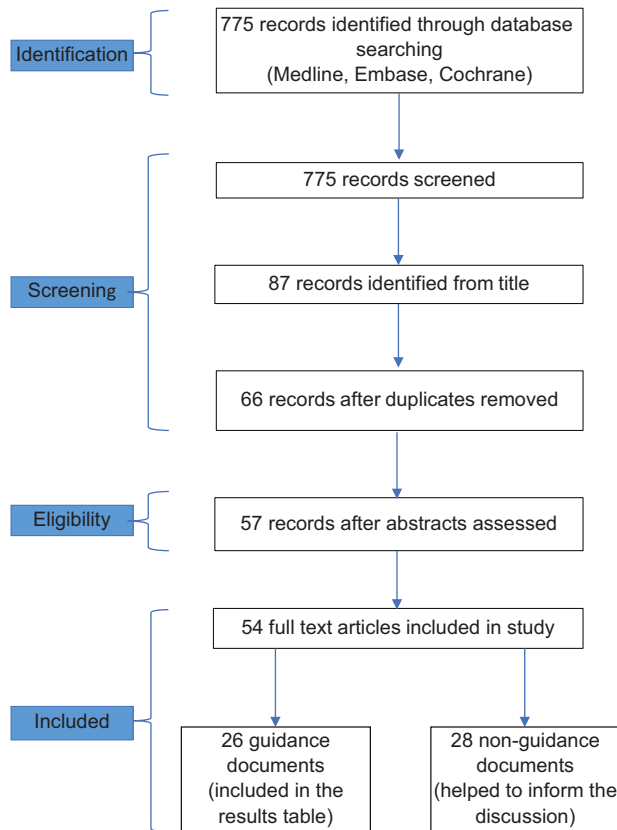 Identification
775 records identified through database
searching
(Medline, Embase, Cochrane)
Screening
775 records screened
87 records identified from title
66 records after duplicates removed
Eligibility
57 records after abstracts assessed
Included
54 full text articles included in study
26 guidance
documents
(included in the
results table)
28 non-guidance
documents
(helped to inform the
discussion)